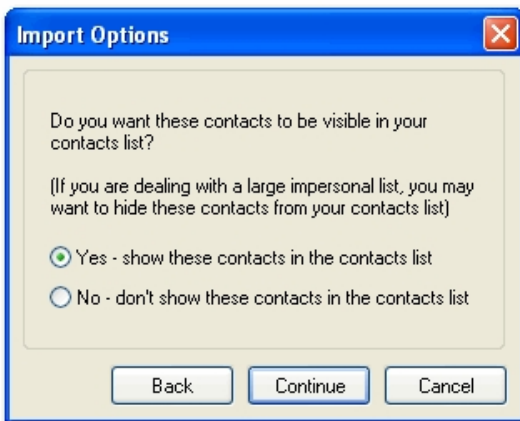 Import Options
Do you want these contacts to be visible in your
contacts list?
(If you are dealing with a large impersonal list, you may
want to hide these contacts from your contacts list)
Yes - show these contacts in the contacts list
No - don't show these contacts in the contacts list
Back Continue Cancel